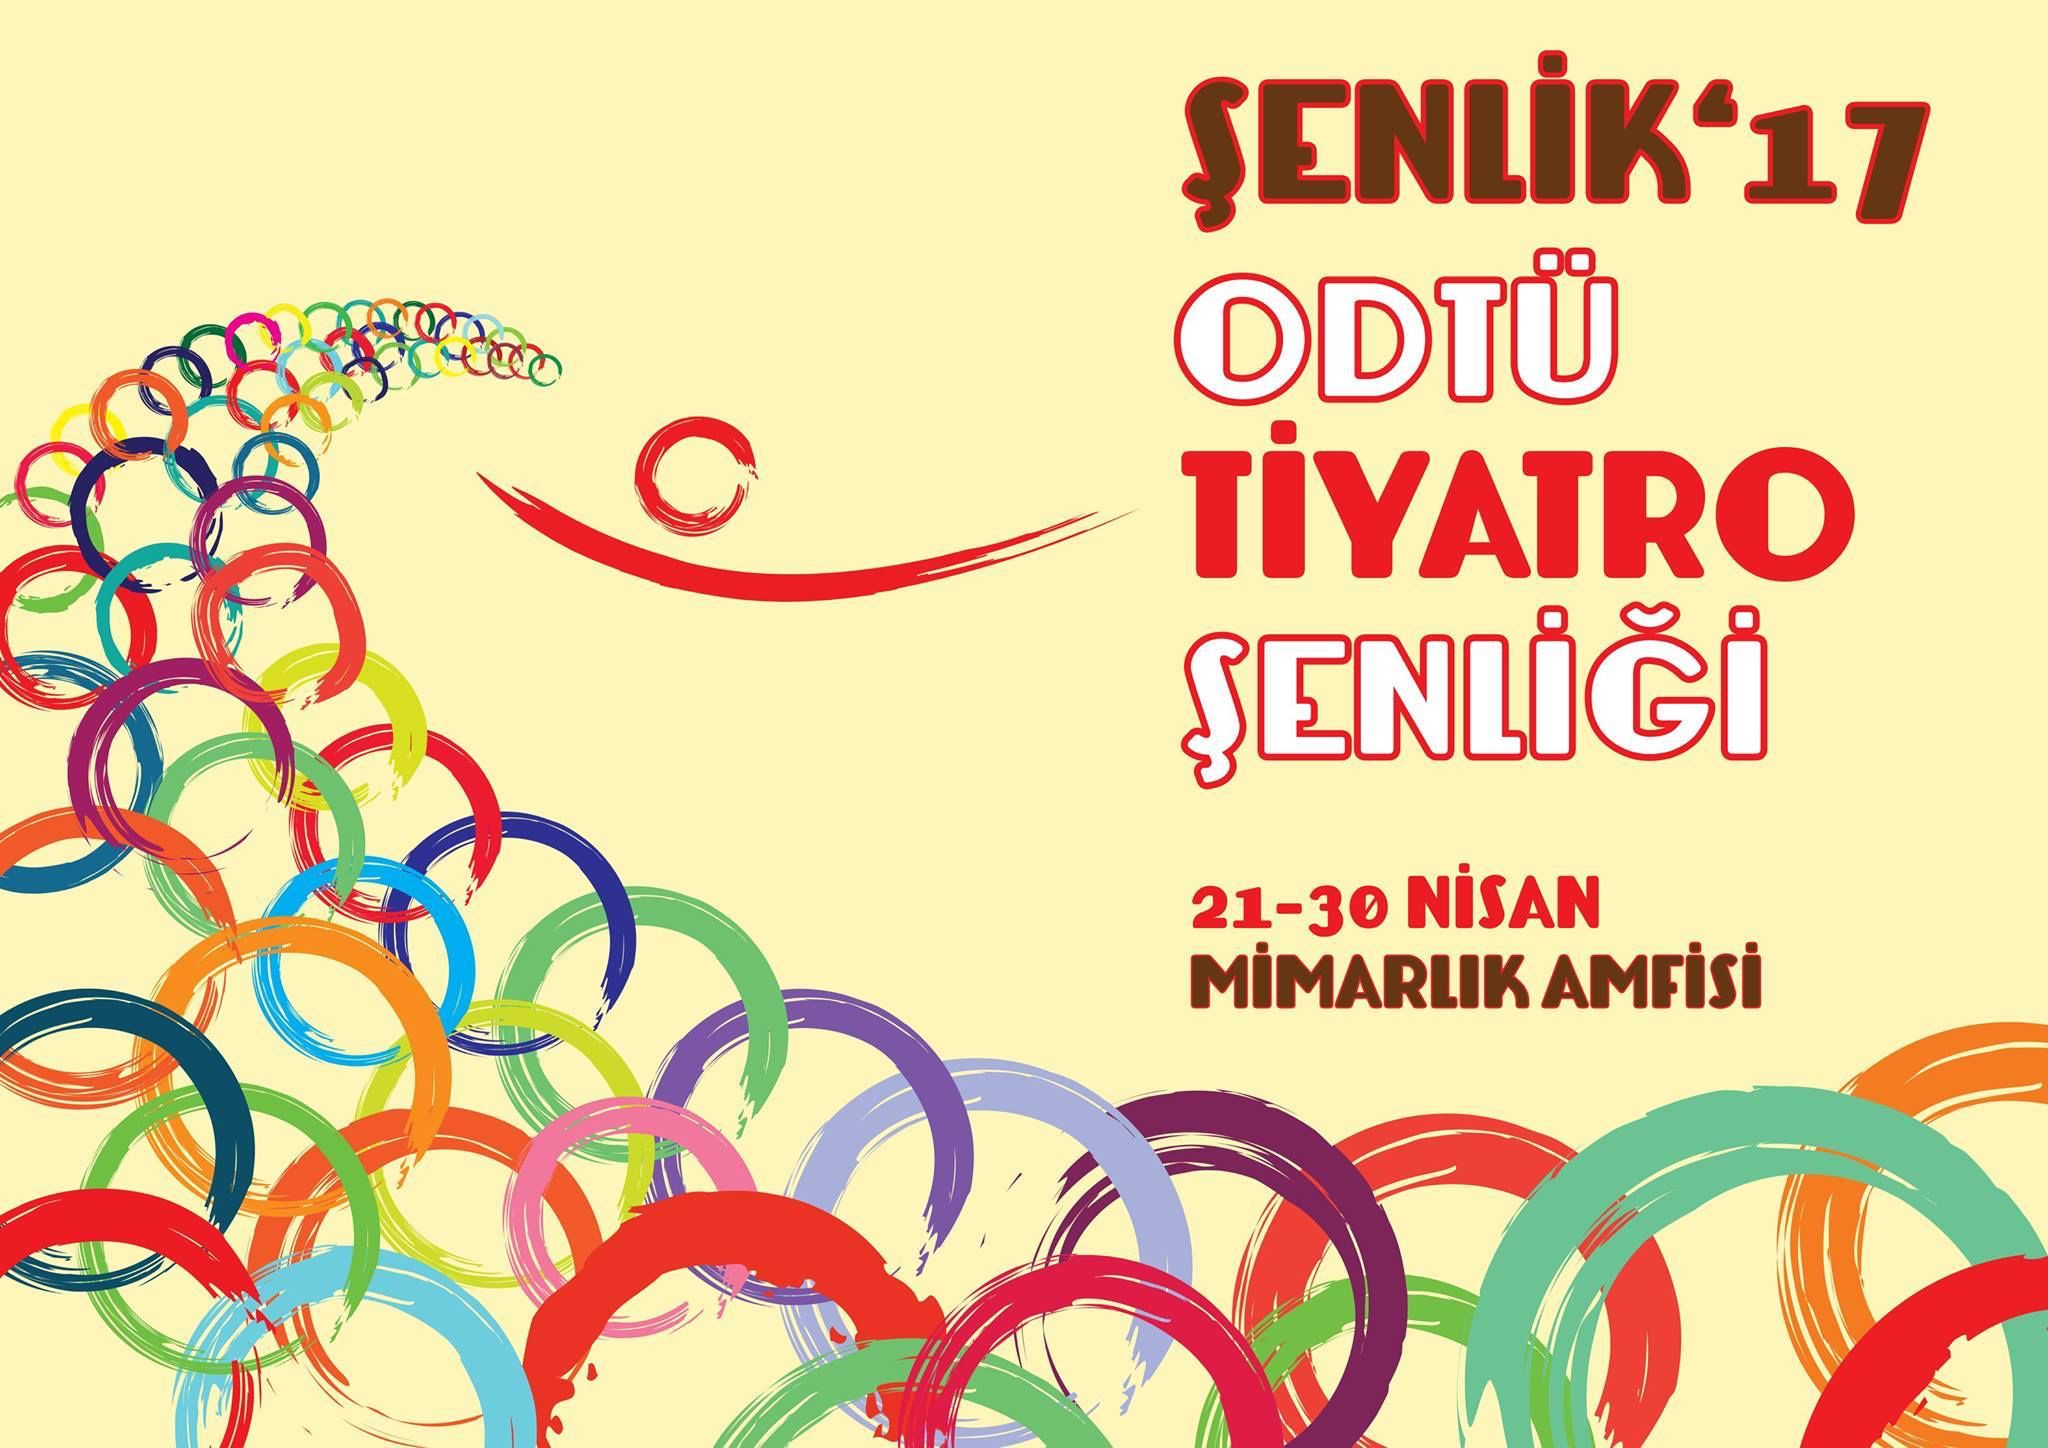 ŞENLİK‘17
ODTÜ
TİYATRO
ŞENLİĞİ
21-30 NİSAN
MİMARLIK AMFİSİ